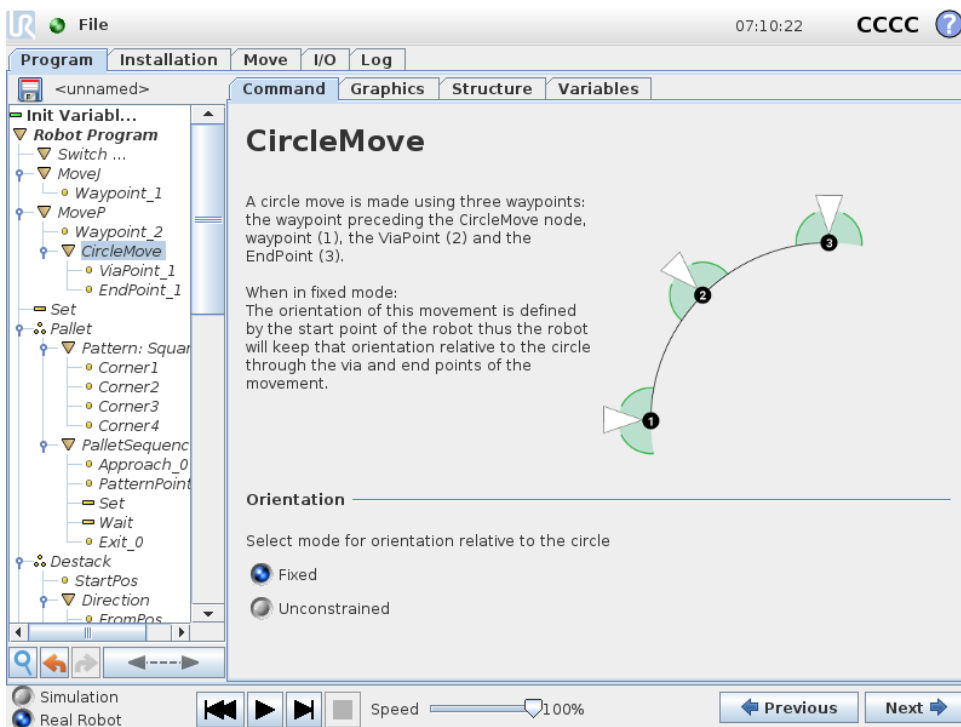 UR File 07:10:22 CCCC ?
Program Installation Move I/O Log
<unnamed> Command Graphics Structure Variables
Init Variabl...
Robot Program
Switch ...
MoveJ
Waypoint_1
MoveP
Waypoint_2
CircleMove
ViaPoint_1
EndPoint_1
Set
Pallet
Pattern: Squar
Corner1
Corner2
Corner3
Corner4
PalletSequenc
Approach_0
PatternPoint
Set
Wait
Exit_0
Destack
StartPos
Direction
FromPos
CircleMove
A circle move is made using three waypoints:
the waypoint preceding the CircleMove node,
waypoint (1), the ViaPoint (2) and the
EndPoint (3).
When in fixed mode:
The orientation of this movement is defined
by the start point of the robot thus the robot
will keep that orientation relative to the circle
through the via and end points of the
movement.
3
2
1
Orientation
Select mode for orientation relative to the circle
Fixed
Unconstrained
Simulation
Real Robot
Speed 100%
Previous
Next